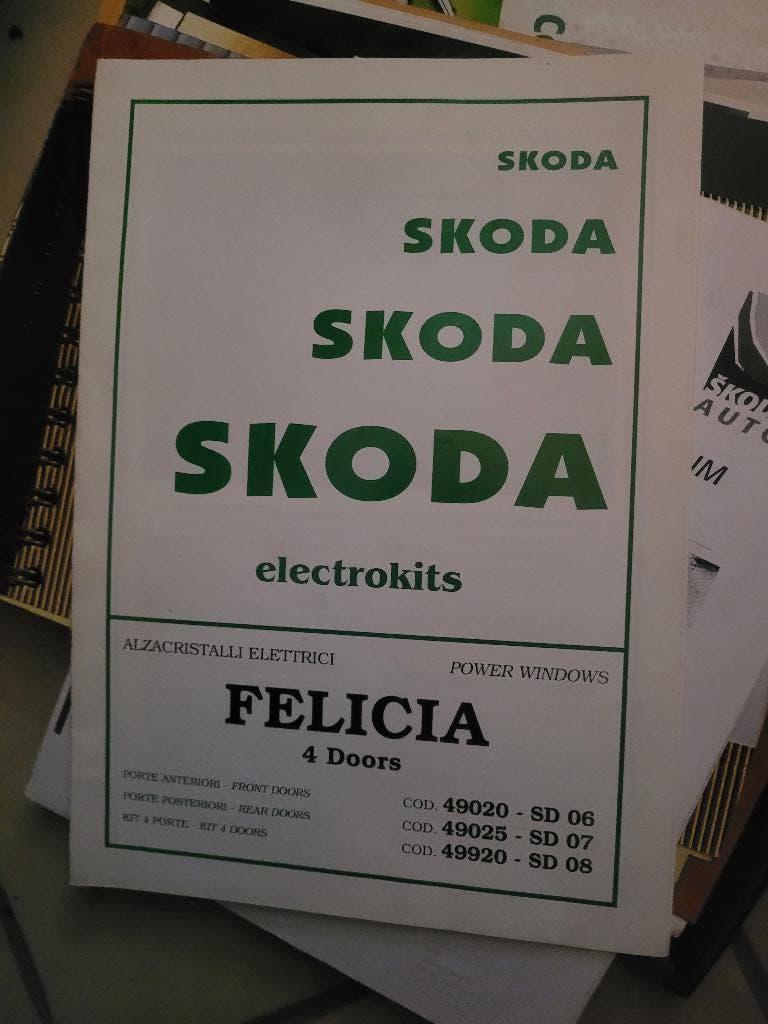 SKODA
SKODA
SKODA
SKODA
electrokits
ALZACRISTALLI ELETTRICI
POWER WINDOWS
FELICIA
4 Doors
PORTE ANTERIORI - FRONT DOORS
COD. 49020 - SD 06
PORTE POSTERIORI - REAR DOORS
COD. 49025 - SD 07
KIT 4 PORTE - KIT 4 DOORS
COD. 49920 - SD 08
AUTO